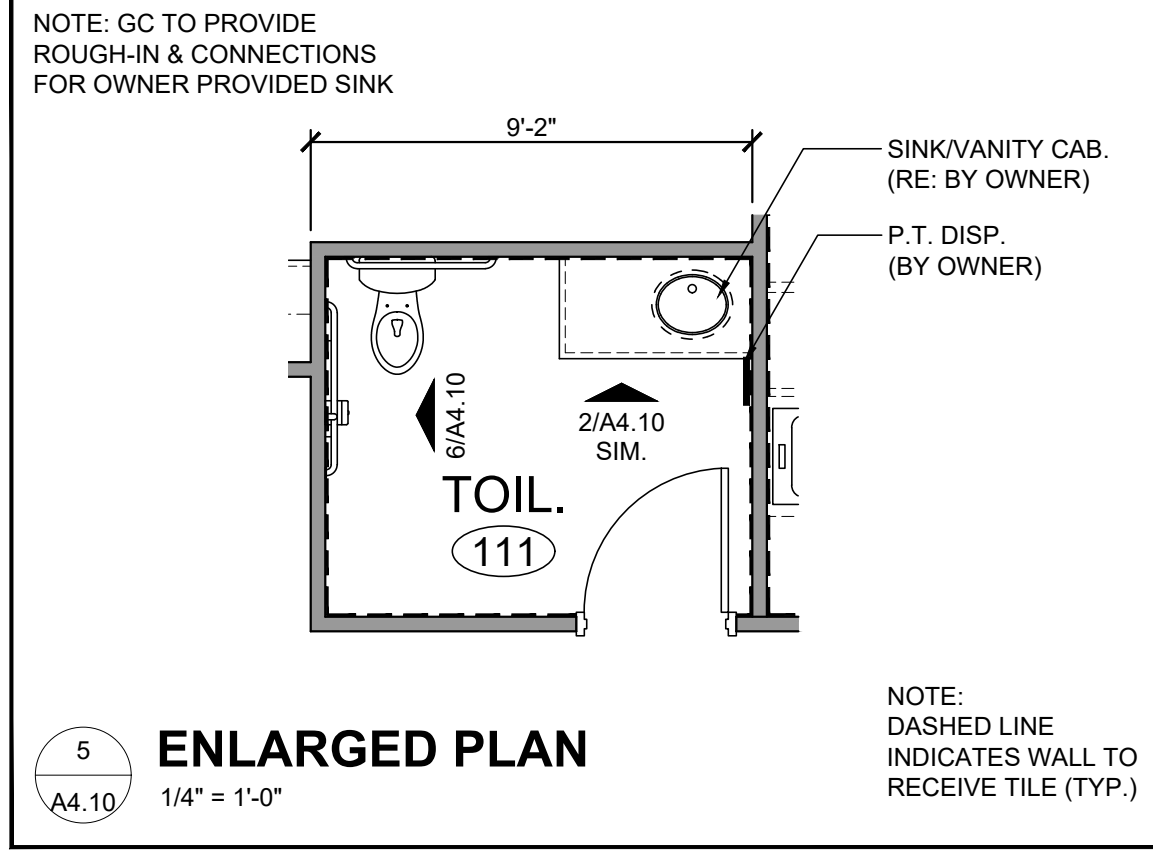 NOTE: GC TO PROVIDE
ROUGH-IN & CONNECTIONS
FOR OWNER PROVIDED SINK
9'-2"
SINK/VANITY CAB.
(RE: BY OWNER)
P.T. DISP.
(BY OWNER)
6/A4.10
2/A4.10
SIM.
TOIL.
111
NOTE:
DASHED LINE
INDICATES WALL TO
RECEIVE TILE (TYP.)
5
A4.10
ENLARGED PLAN
1/4" = 1'-0"